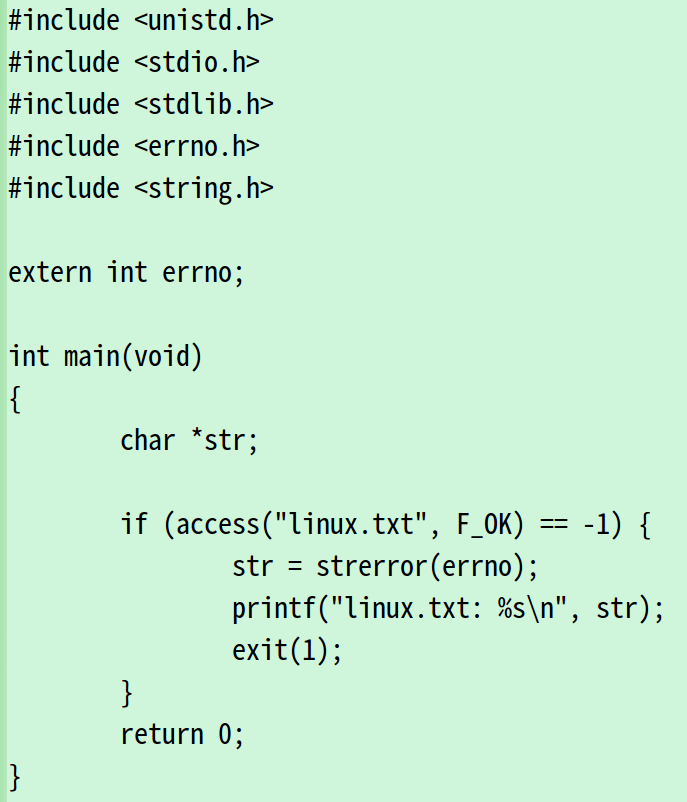 #include <unistd.h>
#include <stdio.h>
#include <stdlib.h>
#include <errno.h>
#include <string.h>

extern int errno;

int main(void)
{
        char *str;

        if (access("linux.txt", F_OK) == -1) {
                str = strerror(errno);
                printf("linux.txt: %s\n", str);
                exit(1);
        }
        return 0;
}